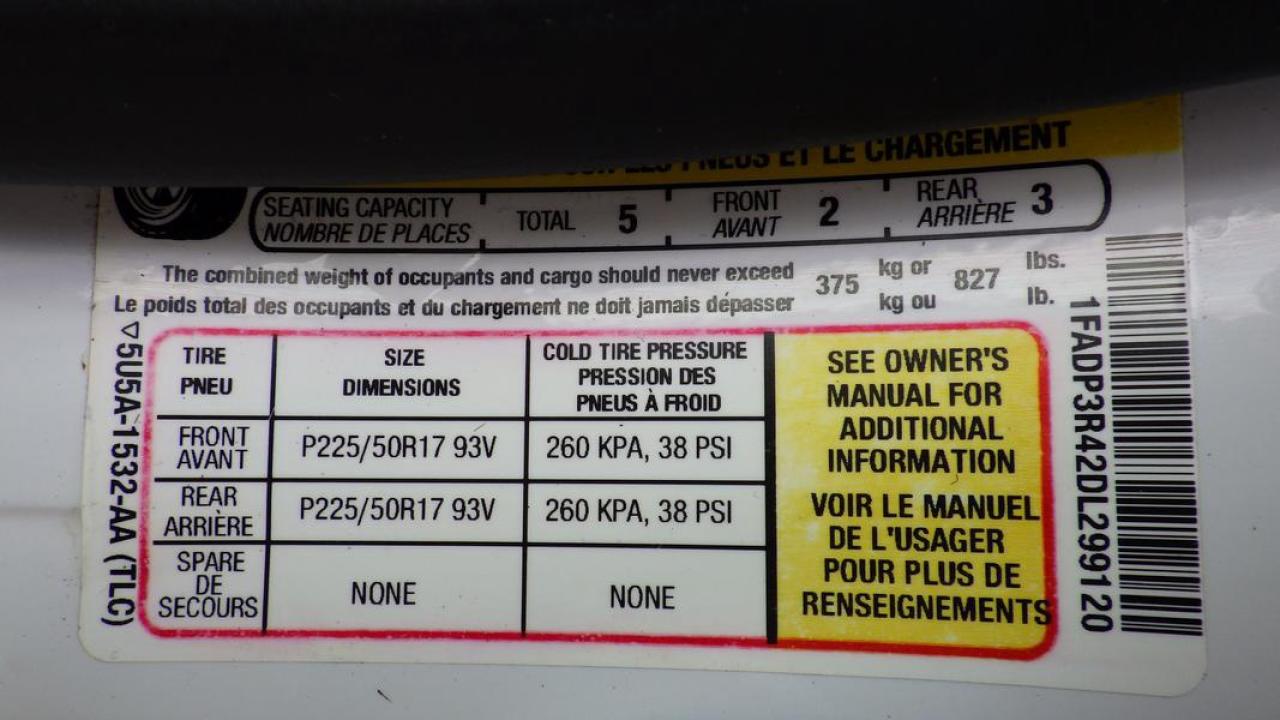 LES PNEUS ET LE CHARGEMENT
SEATING CAPACITY
NOMBRE DE PLACES
TOTAL 5
FRONT
AVANT
2
REAR
ARRIÈRE
3
The combined weight of occupants and cargo should never exceed 375 kg or 827 lbs.
Le poids total des occupants et du chargement ne doit jamais dépasser kg ou lb.
5U5A-1532-AA (TLC)
TIRE
PNEU
SIZE
DIMENSIONS
COLD TIRE PRESSURE
PRESSION DES
PNEUS À FROID
FRONT
AVANT
P225/50R17 93V
260 KPA, 38 PSI
REAR
ARRIÈRE
P225/50R17 93V
260 KPA, 38 PSI
SPARE
DE
SECOURS
NONE
NONE
SEE OWNER'S
MANUAL FOR
ADDITIONAL
INFORMATION
VOIR LE MANUEL
DE L'USAGER
POUR PLUS DE
RENSEIGNEMENTS
1FADP3R42DL299120